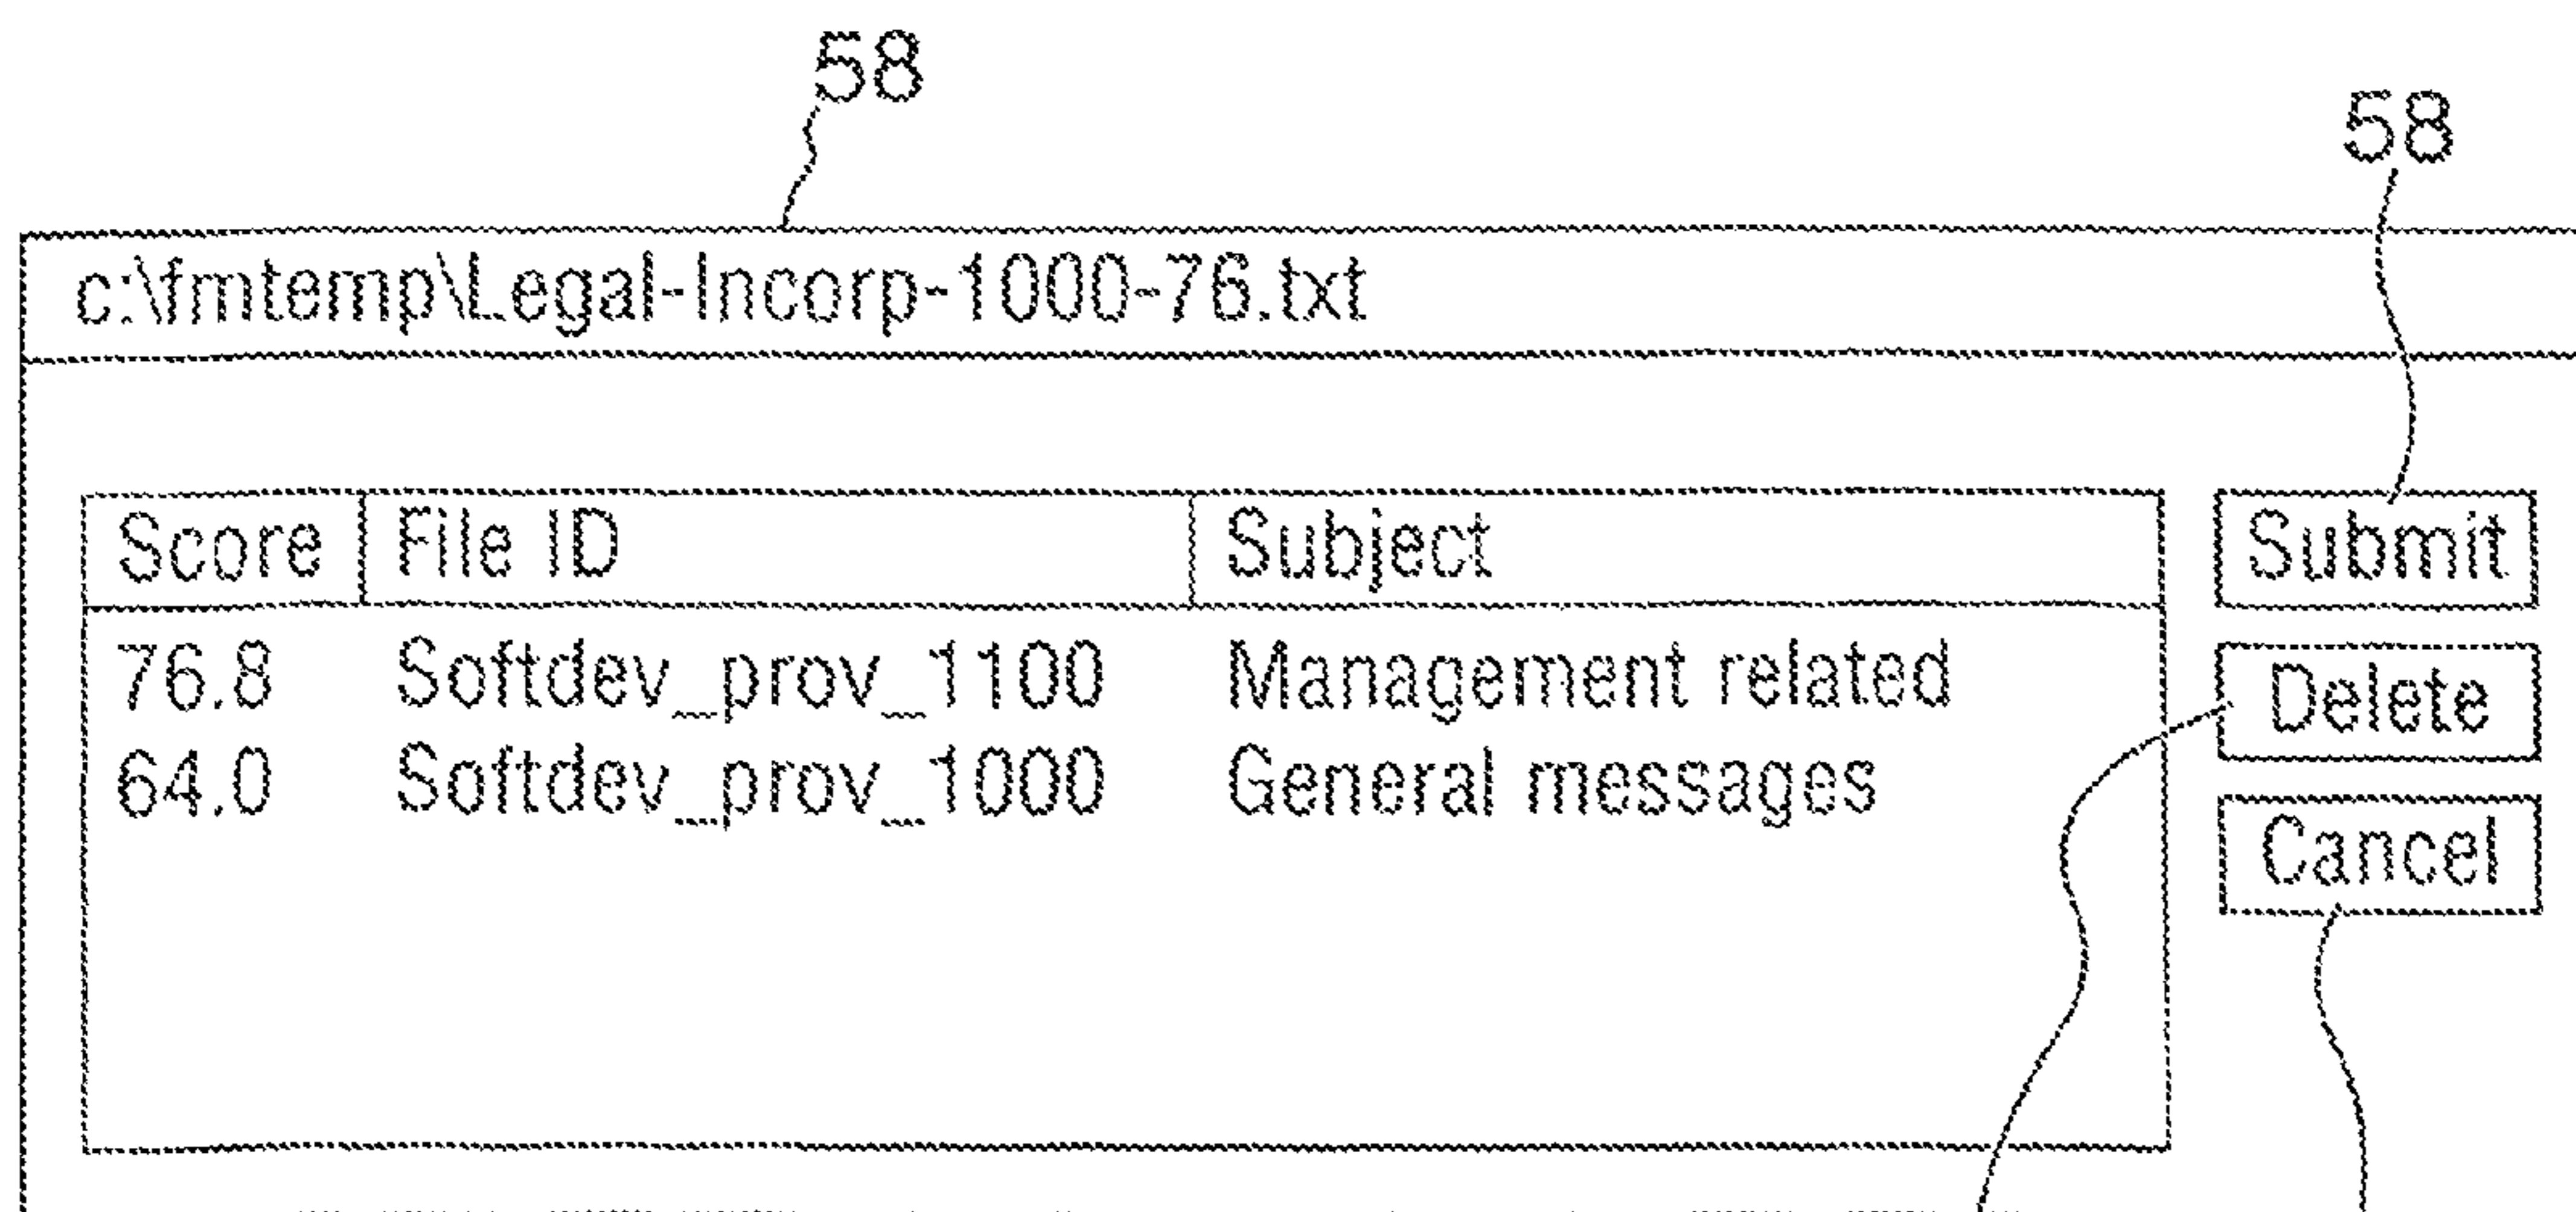 58
58
c:\fmtemp\Legal-Incorp-1000-76.txt
Score File ID Subject
Submit
76.8 Softdev_prov_1100 Management related
Delete
64.0 Softdev_prov_1000 General messages
Cancel